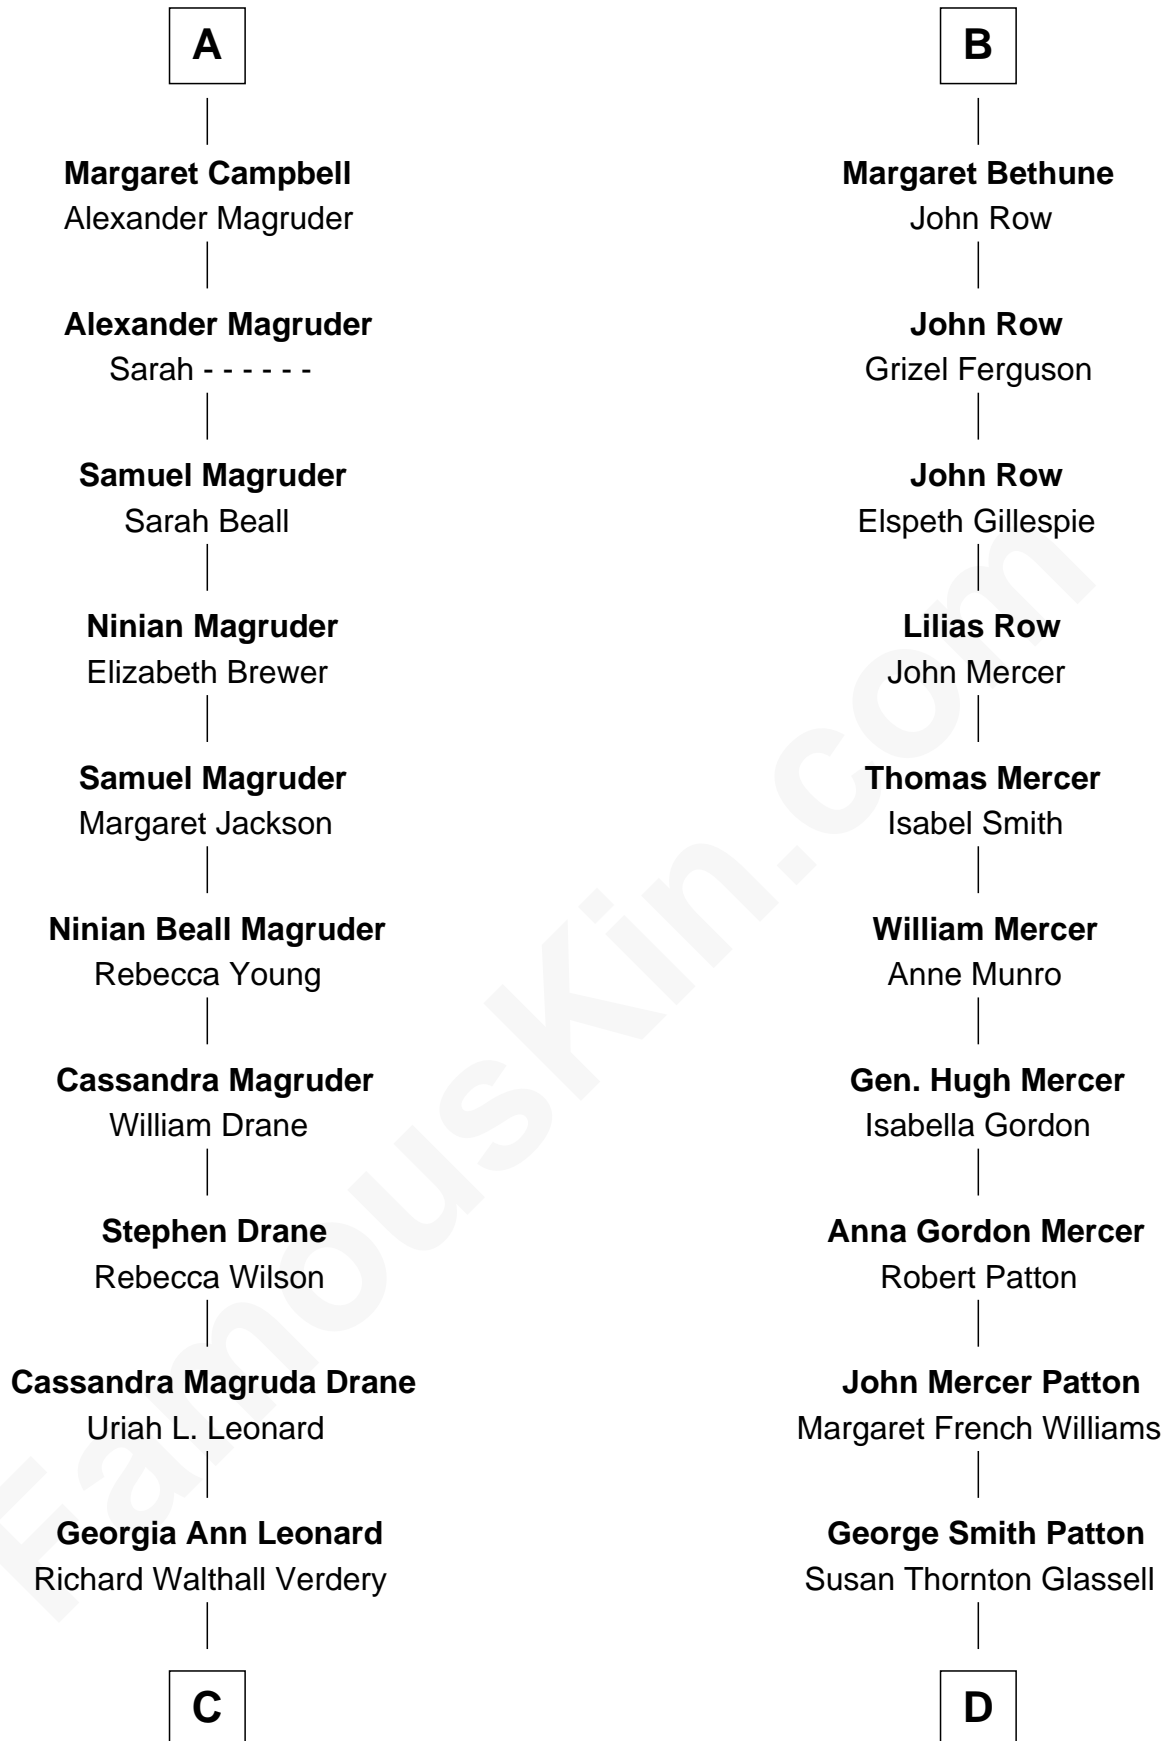 A
Margaret Campbell
Alexander Magruder
Alexander Magruder
Sarah - - - - - -
Samuel Magruder
Sarah Beall
Ninian Magruder
Elizabeth Brewer
Samuel Magruder
Margaret Jackson
Ninian Beall Magruder
Rebecca Young
Cassandra Magruder
William Drane
Stephen Drane
Rebecca Wilson
Cassandra Magruda Drane
Uriah L. Leonard
Georgia Ann Leonard
Richard Walthall Verdery
C
B
Margaret Bethune
John Row
John Row
Grizel Ferguson
John Row
Elspeth Gillespie
Lilias Row
John Mercer
Thomas Mercer
Isabel Smith
William Mercer
Anne Munro
Gen. Hugh Mercer
Isabella Gordon
Anna Gordon Mercer
Robert Patton
John Mercer Patton
Margaret French Williams
George Smith Patton
Susan Thornton Glassell
D
FamousKin.com